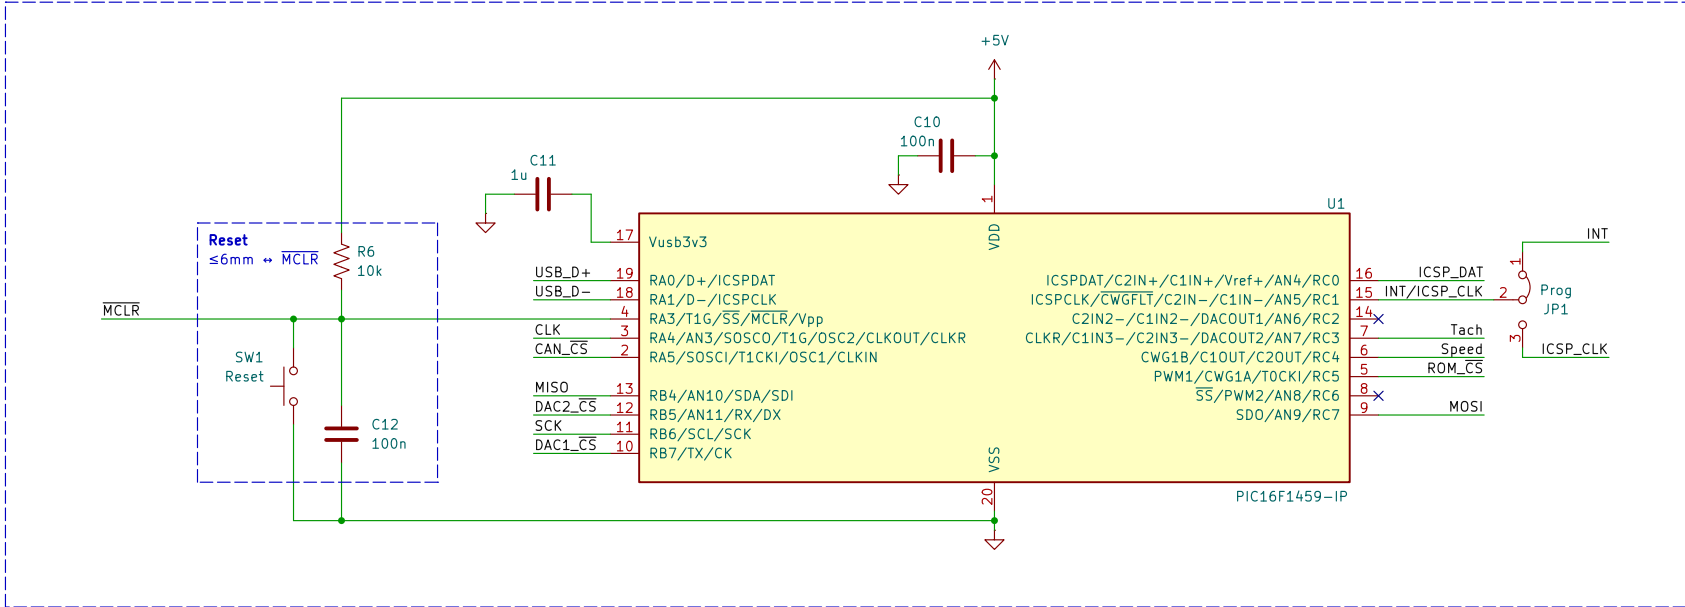 +5V
C10
100n
C11
1u
U1
1
VDD
17
Vusb3v3
Reset
≤6mm ↔ MCLR
R6
10k
MCLR
USB_D+
19
RA0/D+/ICSPDAT
USB_D-
18
RA1/D-/ICSPCLK
4
RA3/T1G/SS/MCLR/Vpp
CLK
3
RA4/AN3/SOSCO/T1G/OSC2/CLKOUT/CLKR
CAN_CS
2
RA5/SOSCI/T1CKI/OSC1/CLKIN
MISO
13
RB4/AN10/SDA/SDI
DAC2_CS
12
RB5/AN11/RX/DX
SCK
11
RB6/SCL/SCK
DAC1_CS
10
RB7/TX/CK
ICSPDAT/C2IN+/C1IN+/Vref+/AN4/RC0
16
ICSP_DAT
ICSPCLK/CWGFLT/C2IN-/C1IN-/AN5/RC1
15
INT/ICSP_CLK
C2IN2-/C1IN2-/DACOUT1/AN6/RC2
14
CLKR/C1IN3-/C2IN3-/DACOUT2/AN7/RC3
7
Tach
CWG1B/C1OUT/C2OUT/RC4
6
Speed
PWM1/CWG1A/T0CKI/RC5
5
ROM_CS
SS/PWM2/AN8/RC6
8
SDO/AN9/RC7
9
MOSI
INT
1
2
Prog
JP1
3
ICSP_CLK
SW1
Reset
C12
100n
VSS
20
PIC16F1459-IP